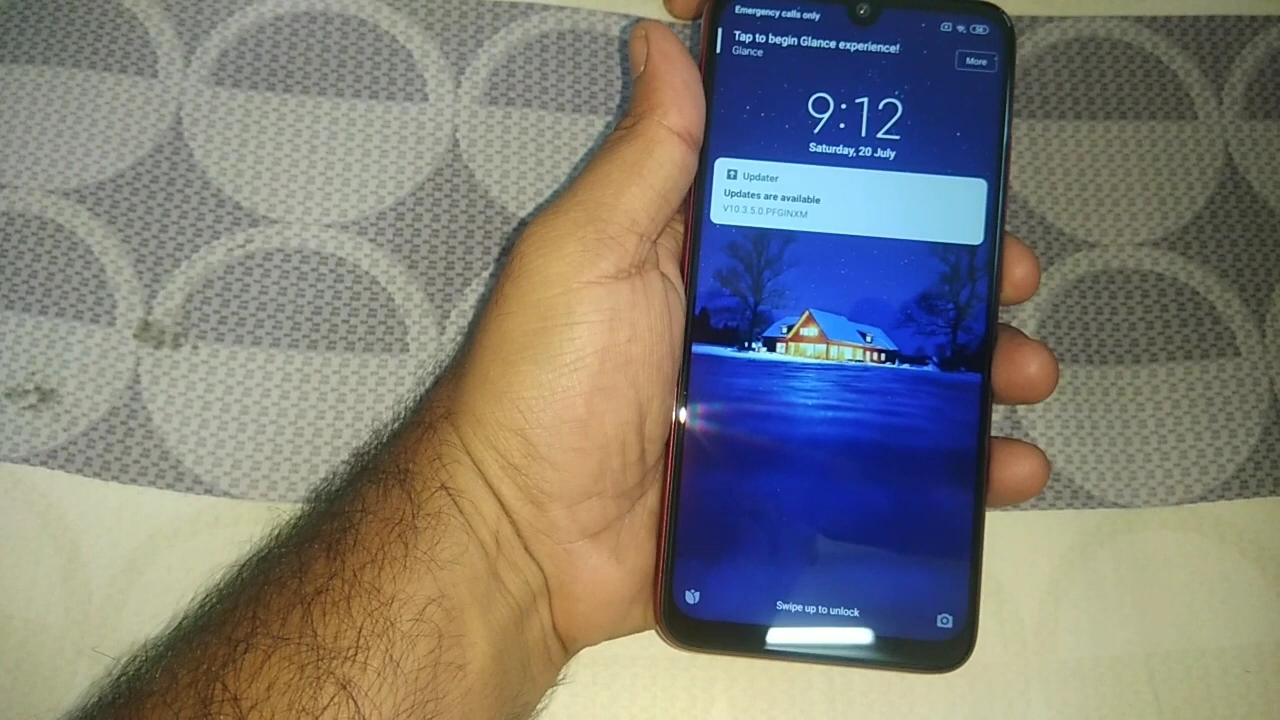 Emergency calls only
58
Tap to begin Glance experience!
Glance
More
9:12
Saturday, 20 July
Updater
Updates are available
V10.3.5.0.PFGINXM
Swipe up to unlock